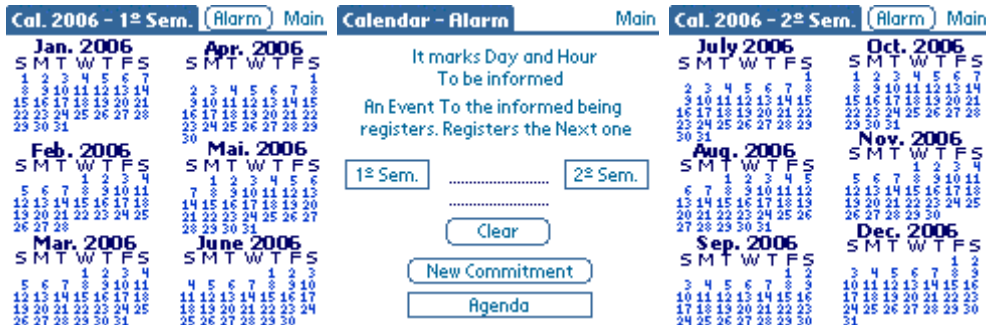 Cal. 2006 - 1º Sem. Alarm Main
Jan. 2006
S M T W T F S
1 2 3 4 5 6 7
8 9 10 11 12 13 14
15 16 17 18 19 20 21
22 23 24 25 26 27 28
29 30 31
Feb. 2006
S M T W T F S
1 2 3 4
5 6 7 8 9 10 11
12 13 14 15 16 17 18
19 20 21 22 23 24 25
26 27 28
Mar. 2006
S M T W T F S
1 2 3 4
5 6 7 8 9 10 11
12 13 14 15 16 17 18
19 20 21 22 23 24 25
26 27 28 29 30 31
Apr. 2006
S M T W T F S
1
2 3 4 5 6 7 8
9 10 11 12 13 14 15
16 17 18 19 20 21 22
23 24 25 26 27 28 29
30
Mai. 2006
S M T W T F S
1 2 3 4 5 6
7 8 9 10 11 12 13
14 15 16 17 18 19 20
21 22 23 24 25 26 27
28 29 30 31
June 2006
S M T W T F S
1 2 3
4 5 6 7 8 9 10
11 12 13 14 15 16 17
18 19 20 21 22 23 24
25 26 27 28 29 30
Calendar - Alarm Main
It marks Day and Hour
To be informed
An Event To the informed being
registers. Registers the Next one
1º Sem. 2º Sem.
Clear
New Commitment
Agenda
Cal. 2006 - 2º Sem. Alarm Main
July 2006
S M T W T F S
1
2 3 4 5 6 7 8
9 10 11 12 13 14 15
16 17 18 19 20 21 22
23 24 25 26 27 28 29
30 31
Aug. 2006
S M T W T F S
1 2 3 4 5
6 7 8 9 10 11 12
13 14 15 16 17 18 19
20 21 22 23 24 25 26
27 28 29 30 31
Sep. 2006
S M T W T F S
1 2
3 4 5 6 7 8 9
10 11 12 13 14 15 16
17 18 19 20 21 22 23
24 25 26 27 28 29 30
Oct. 2006
S M T W T F S
1 2 3 4 5 6 7
8 9 10 11 12 13 14
15 16 17 18 19 20 21
22 23 24 25 26 27 28
29 30 31
Nov. 2006
S M T W T F S
1 2 3 4
5 6 7 8 9 10 11
12 13 14 15 16 17 18
19 20 21 22 23 24 25
26 27 28 29 30
Dec. 2006
S M T W T F S
1 2
3 4 5 6 7 8 9
10 11 12 13 14 15 16
17 18 19 20 21 22 23
24 25 26 27 28 29 30
31